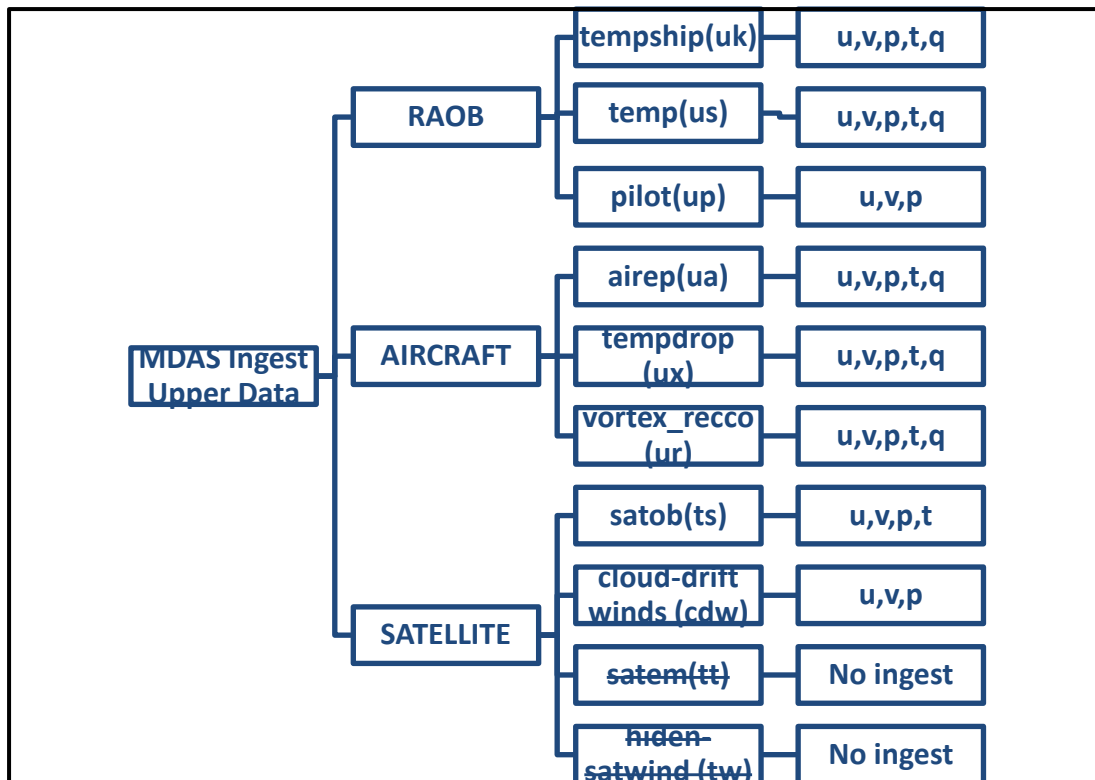 MDAS Ingest
Upper Data
RAOB
tempship(uk)
u,v,p,t,q
temp(us)
u,v,p,t,q
pilot(up)
u,v,p
AIRCRAFT
airep(ua)
u,v,p,t,q
tempdrop
(ux)
u,v,p,t,q
vortex_recco
(ur)
u,v,p,t,q
SATELLITE
satob(ts)
u,v,p,t
cloud-drift
winds (cdw)
u,v,p
satem(tt)
No ingest
hiden-
satwind (tw)
No ingest